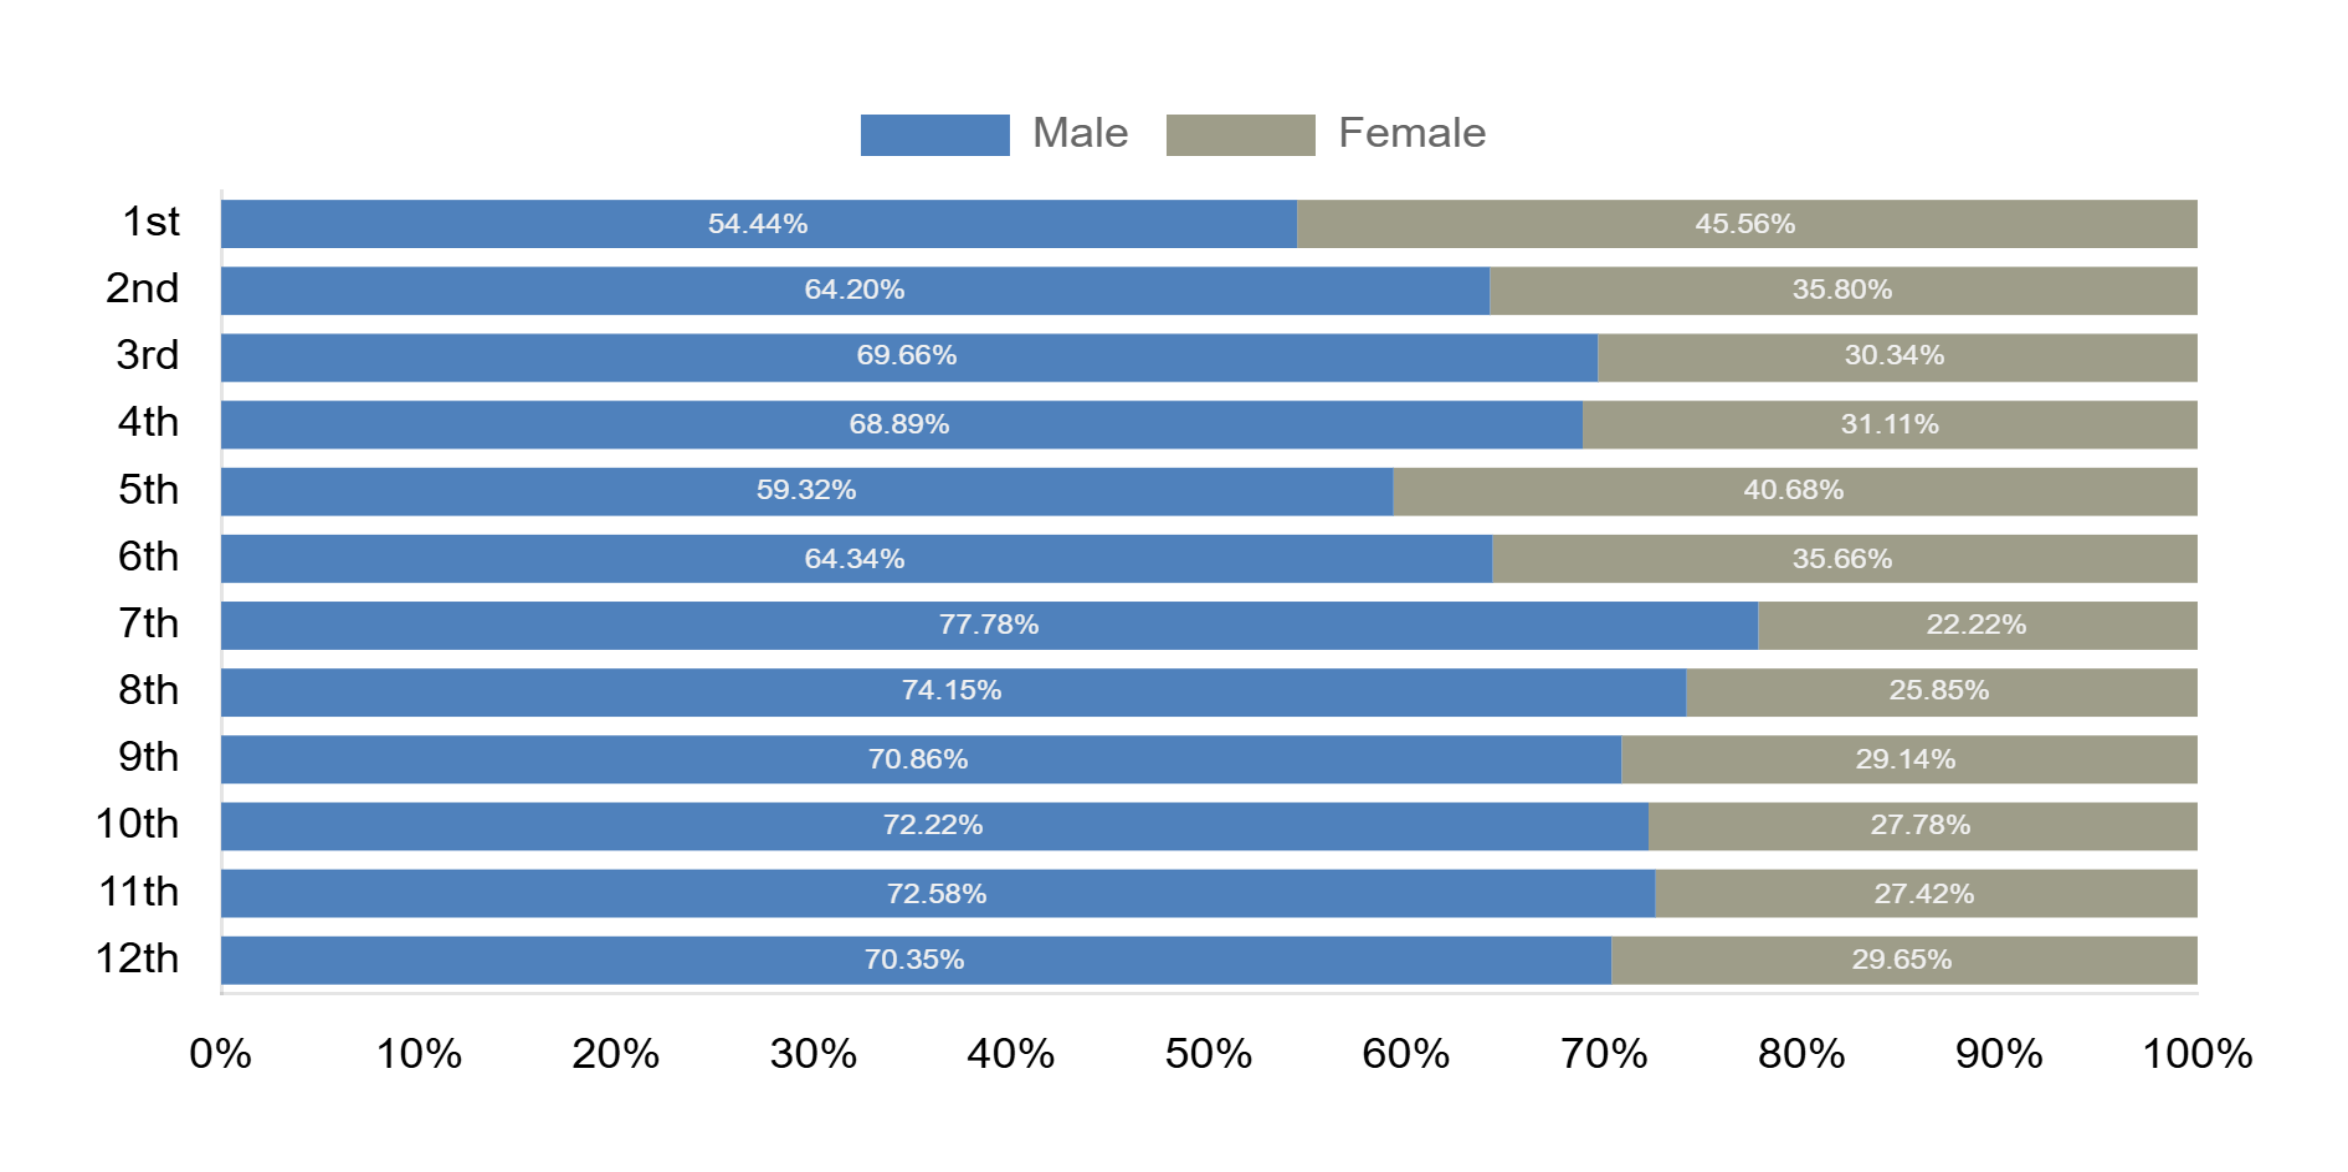 Male Female
1st 54.44% 45.56%
2nd 64.20% 35.80%
3rd 69.66% 30.34%
4th 68.89% 31.11%
5th 59.32% 40.68%
6th 64.34% 35.66%
7th 77.78% 22.22%
8th 74.15% 25.85%
9th 70.86% 29.14%
10th 72.22% 27.78%
11th 72.58% 27.42%
12th 70.35% 29.65%
0% 10% 20% 30% 40% 50% 60% 70% 80% 90% 100%